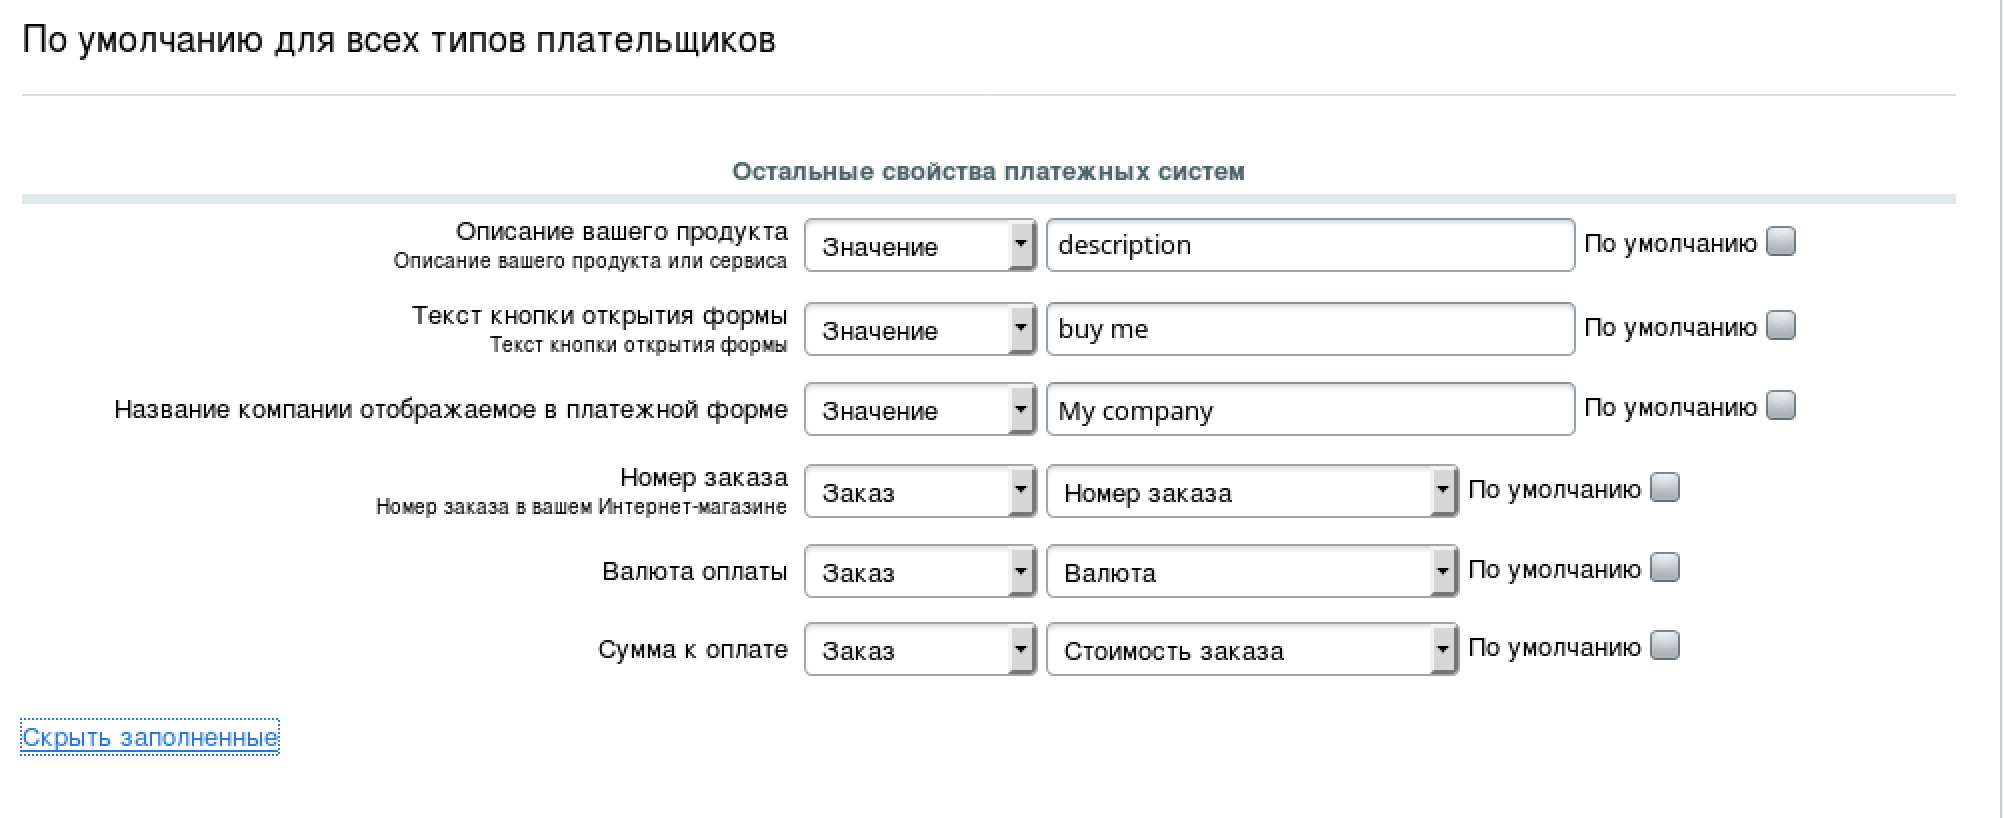 По умолчанию для всех типов плательщиков
Остальные свойства платежных систем
Описание вашего продукта
Описание вашего продукта или сервиса
Значение
description
По умолчанию
Текст кнопки открытия формы
Текст кнопки открытия формы
Значение
buy me
По умолчанию
Название компании отображаемое в платежной форме
Значение
My company
По умолчанию
Номер заказа
Номер заказа в вашем Интернет-магазине
Заказ
Номер заказа
По умолчанию
Валюта оплаты
Заказ
Валюта
По умолчанию
Сумма к оплате
Заказ
Стоимость заказа
По умолчанию
Скрыть заполненные